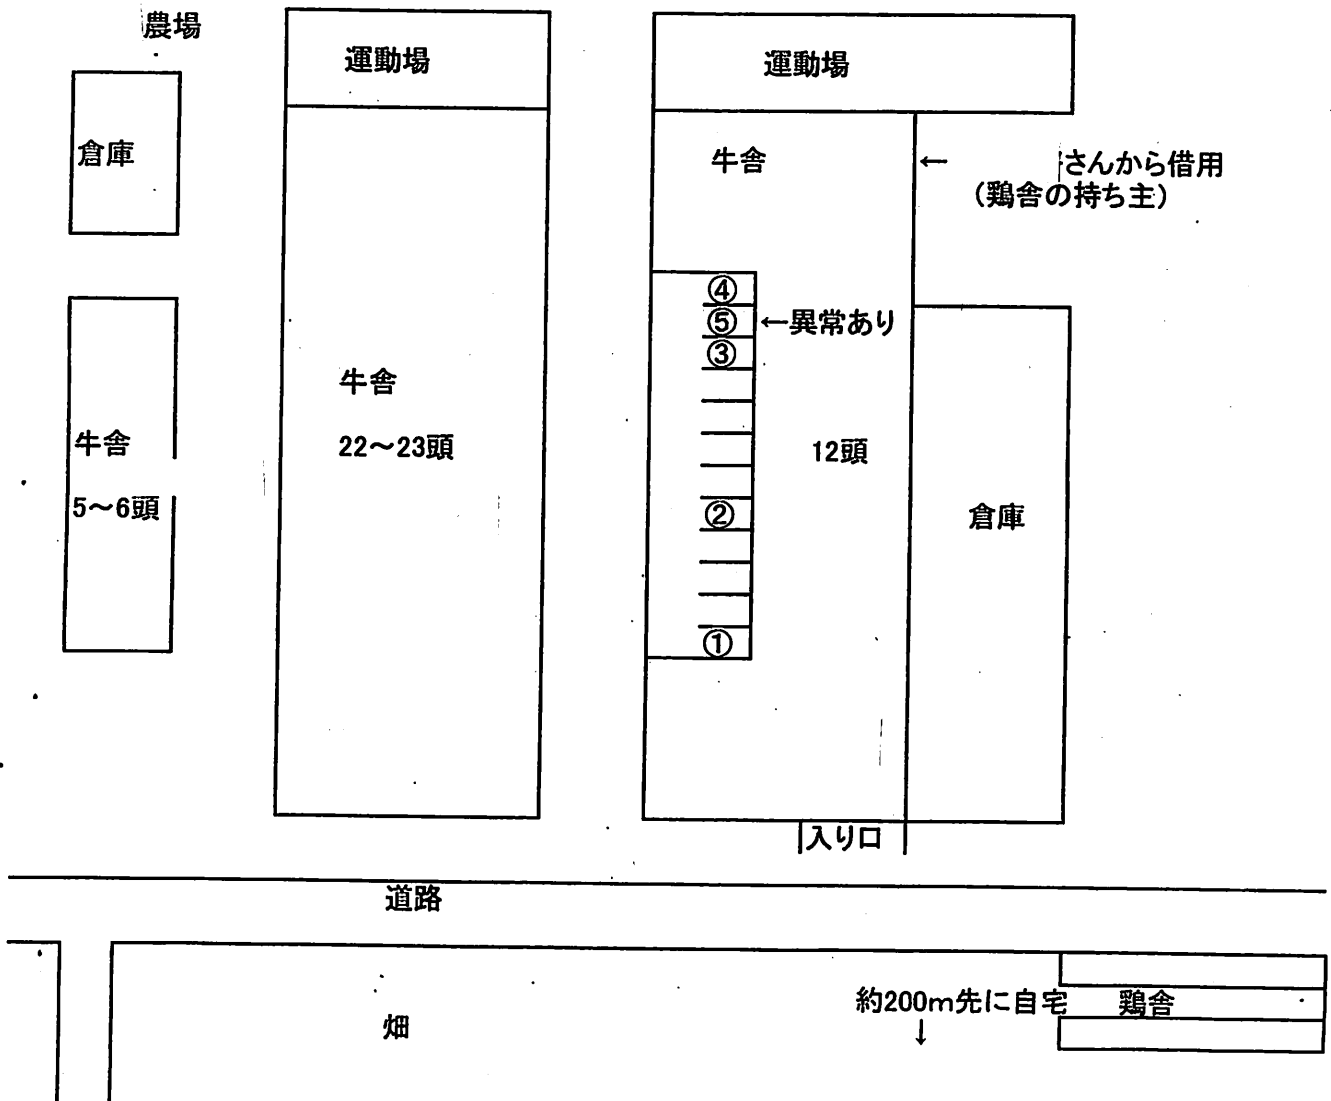 農場
運動場
運動場
倉庫
牛舎
←
さんから借用
(鶏舎の持ち主)
④
⑤
←異常あり
③
牛舎
22～23頭
牛舎
5～6頭
12頭
②
倉庫
①
入り口
道路
約200m先に自宅
↓
鶏舎
畑